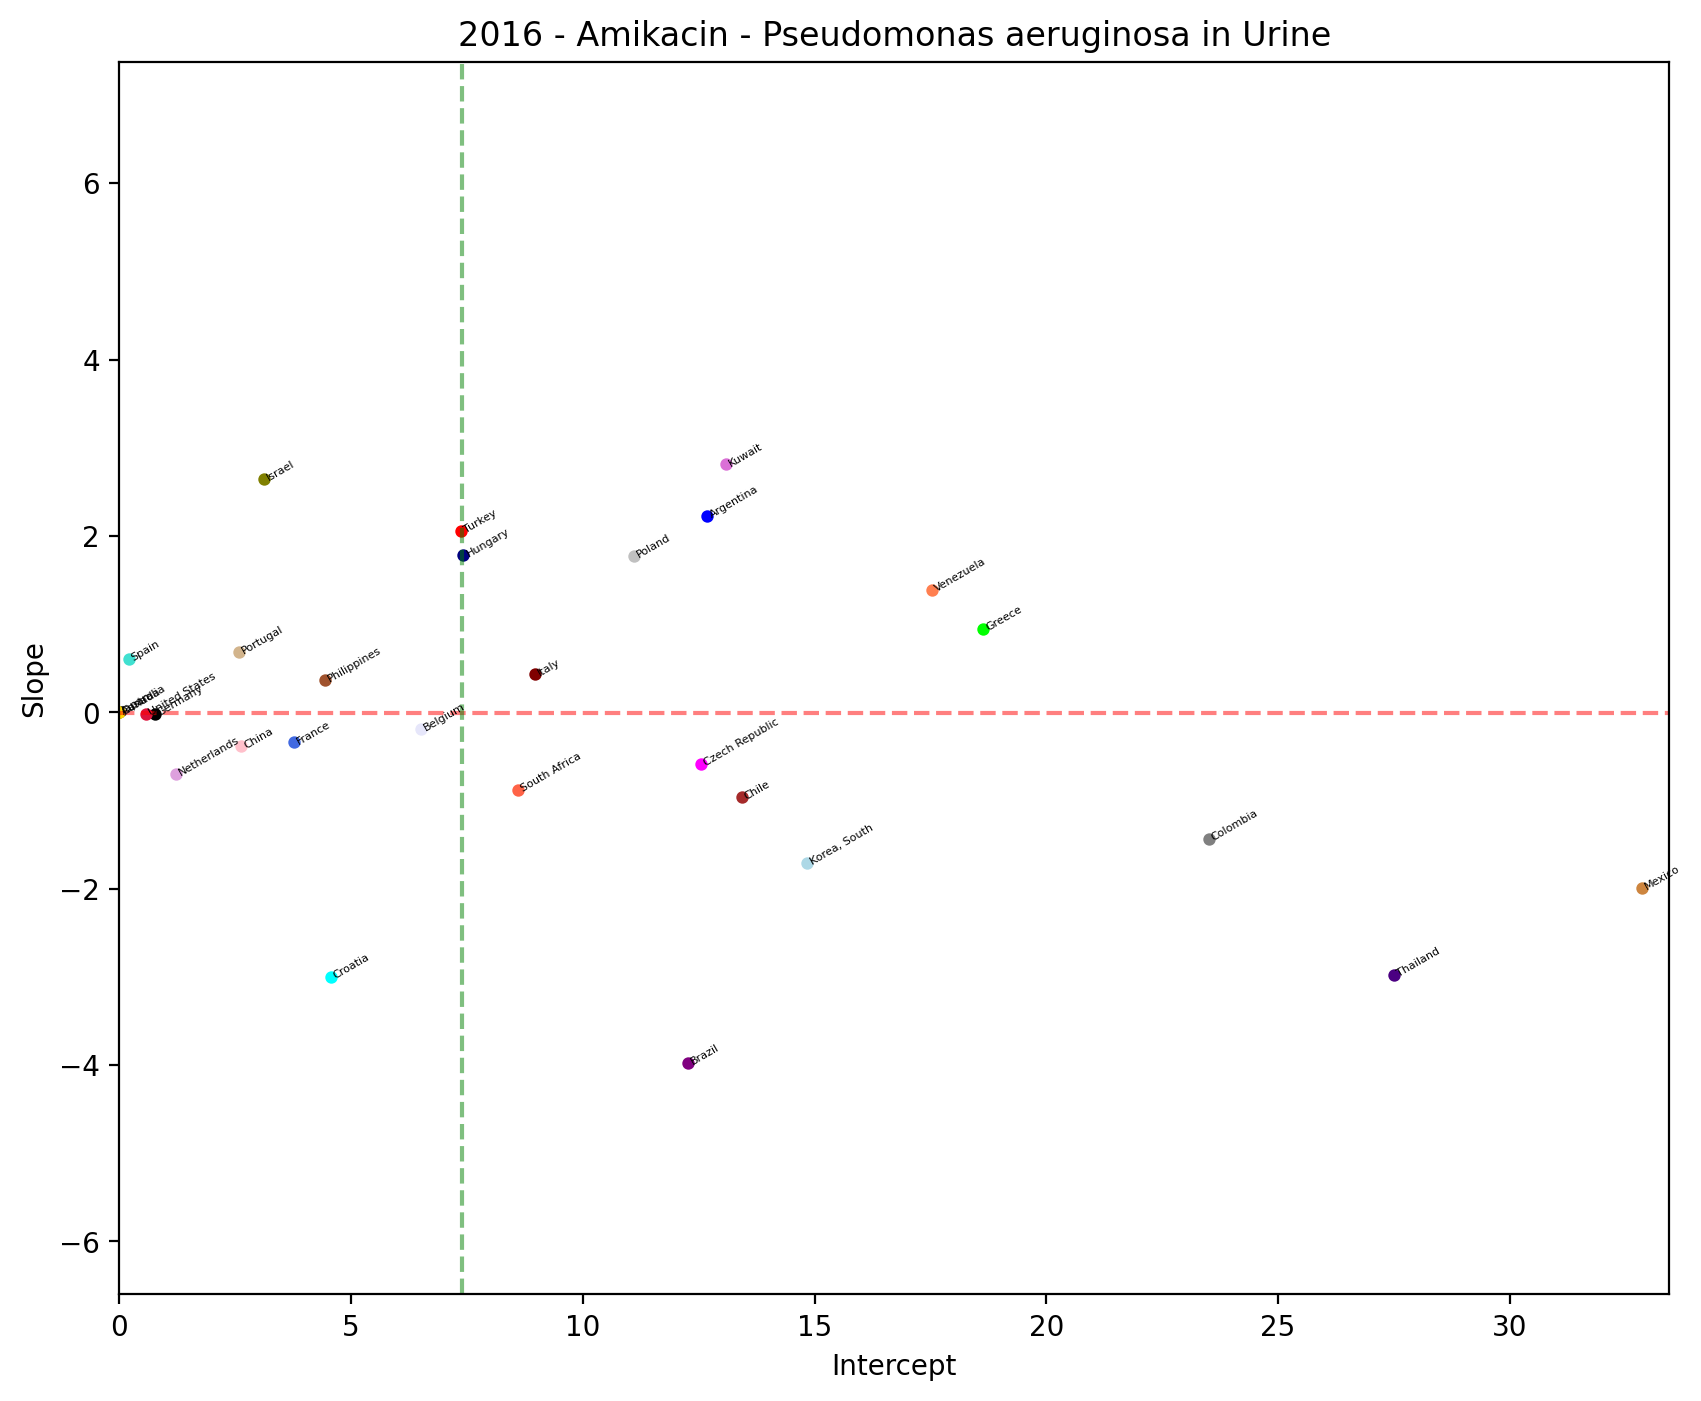 2016 - Amikacin - Pseudomonas aeruginosa in Urine
6
4
2
0
−2
−4
−6
Slope
Kuwait
Israel
Argentina
Turkey
Hungary
Poland
Venezuela
Greece
Portugal
Spain
Italy
Philippines
United States
Germany
Belgium
France
China
Netherlands
Czech Republic
South Africa
Chile
Korea, South
Colombia
Mexico
Croatia
Thailand
Brazil
0
5
10
15
20
25
30
Intercept